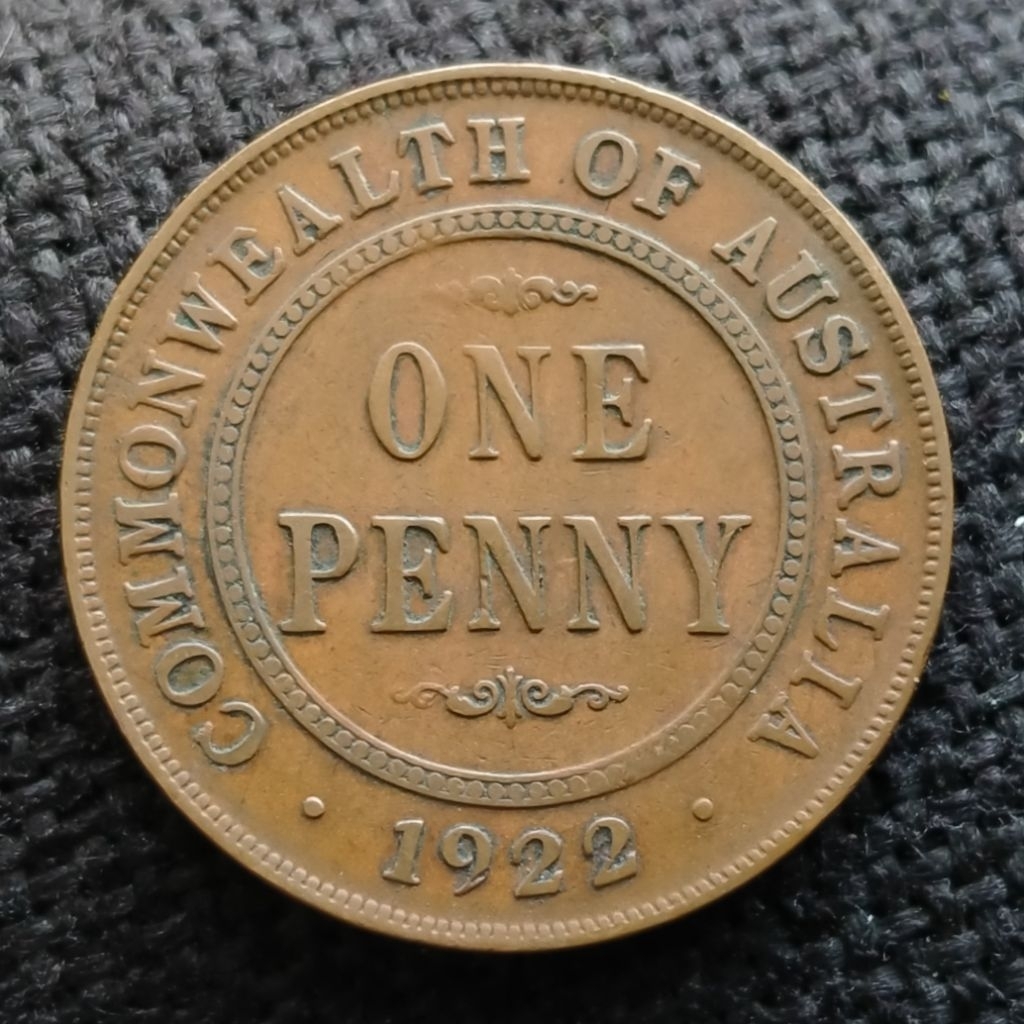 COMMONWEALTH OF AUSTRALIA
ONE
PENNY
· 1922 ·